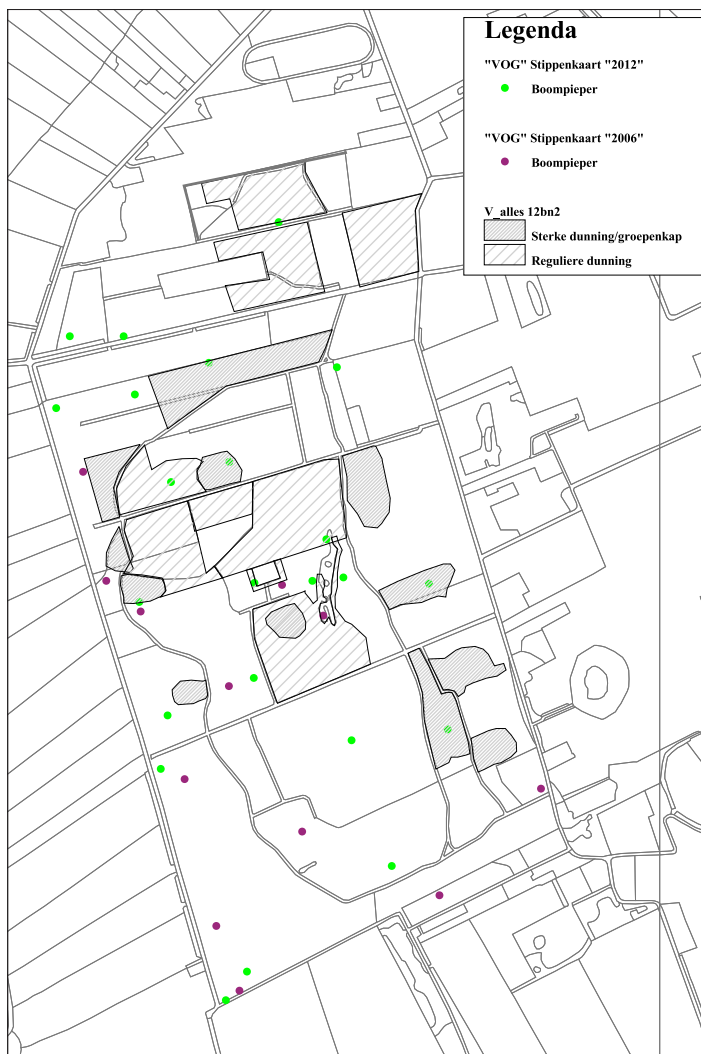 Legenda
"VOG" Stippenkaart "2012"
Boompieper
"VOG" Stippenkaart "2006"
Boompieper
V_alles 12bn2
Sterke dunning/groepenkap
Reguliere dunning